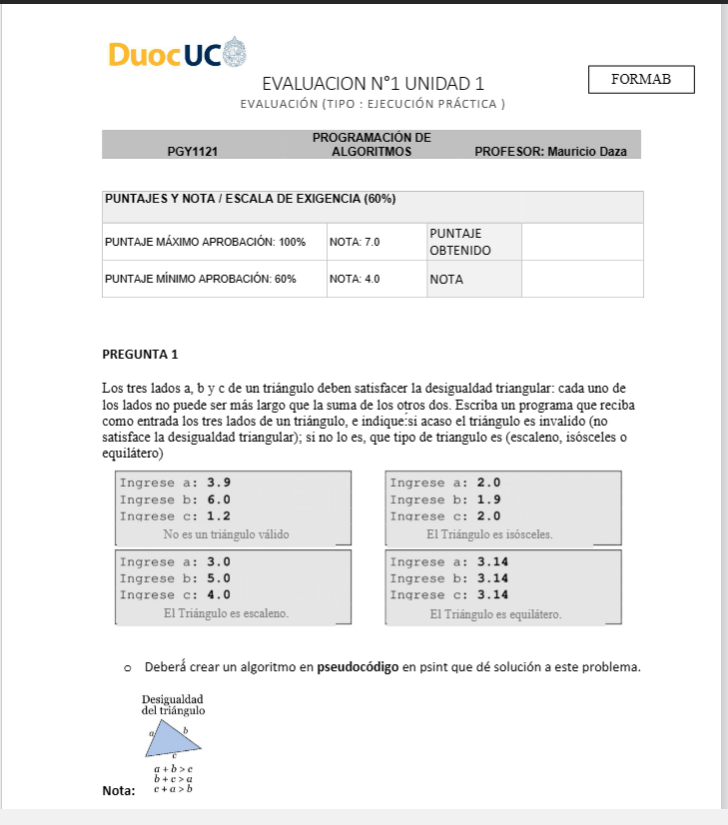 DuocUC
EVALUACION N°1 UNIDAD 1
FORMAB
EVALUACIÓN (TIPO : EJECUCIÓN PRÁCTICA )
PGY1121
PROGRAMACIÓN DE
ALGORITMOS
PROFESOR: Mauricio Daza
PUNTAJES Y NOTA / ESCALA DE EXIGENCIA (60%)
PUNTAJE MÁXIMO APROBACIÓN: 100%
NOTA: 7.0
PUNTAJE
OBTENIDO
PUNTAJE MÍNIMO APROBACIÓN: 60%
NOTA: 4.0
NOTA
PREGUNTA 1
Los tres lados a, b y c de un triángulo deben satisfacer la desigualdad triangular: cada uno de
los lados no puede ser más largo que la suma de los otros dos. Escriba un programa que reciba
como entrada los tres lados de un triángulo, e indique:si acaso el triángulo es invalido (no
satisface la desigualdad triangular); si no lo es, que tipo de triangulo es (escaleno, isósceles o
equilátero)
Ingrese a: 3.9
Ingrese b: 6.0
Ingrese c: 1.2
No es un triángulo válido
Ingrese a: 2.0
Ingrese b: 1.9
Ingrese c: 2.0
El Triángulo es isósceles.
Ingrese a: 3.0
Ingrese b: 5.0
Ingrese c: 4.0
El Triángulo es escaleno.
Ingrese a: 3.14
Ingrese b: 3.14
Ingrese c: 3.14
El Triángulo es equilátero.
o Deberá crear un algoritmo en pseudocódigo en psint que dé solución a este problema.
Desigualdad
del triángulo
a
b
c
a + b > c
b + c > a
Nota: c + a > b